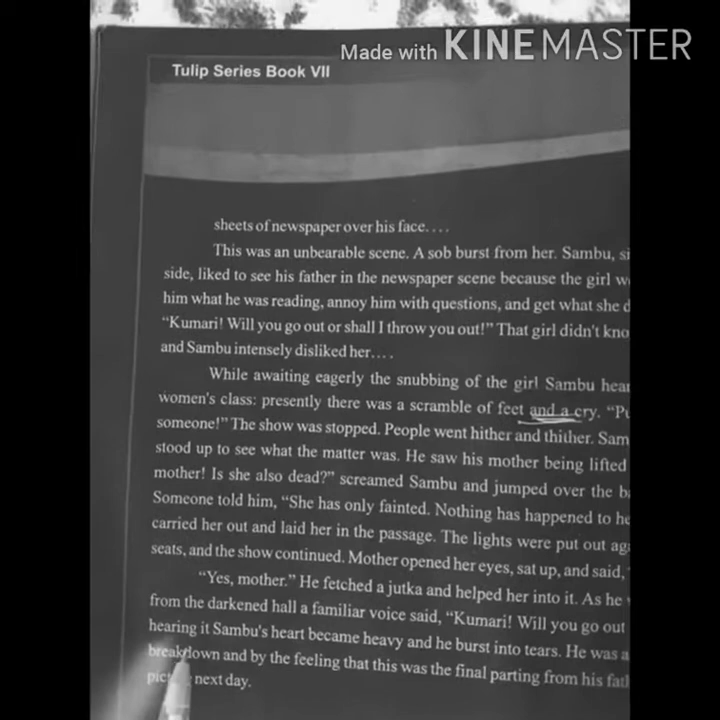 Made with KINEMASTER
Tulip Series Book VII
sheets of newspaper over his face....
This was an unbearable scene. A sob burst from her. Sambu, si
side, liked to see his father in the newspaper scene because the girl w
him what he was reading, annoy him with questions, and get what she d
"Kumari! Will you go out or shall I throw you out!" That girl didn't kno
and Sambu intensely disliked her....
While awaiting eagerly the snubbing of the girl Sambu hear
women's class: presently there was a scramble of feet and a cry. "Pu
someone!" The show was stopped. People went hither and thither. Sam
stood up to see what the matter was. He saw his mother being lifted
mother! Is she also dead?" screamed Sambu and jumped over the b
Someone told him, "She has only fainted. Nothing has happened to he
carried her out and laid her in the passage. The lights were put out aga
seats, and the show continued. Mother opened her eyes, sat up, and said,
"Yes, mother." He fetched a jutka and helped her into it. As he
from the darkened hall a familiar voice said, "Kumari! Will you go out
hearing it Sambu's heart became heavy and he burst into tears. He was a
breakdown and by the feeling that this was the final parting from his fath
next day.